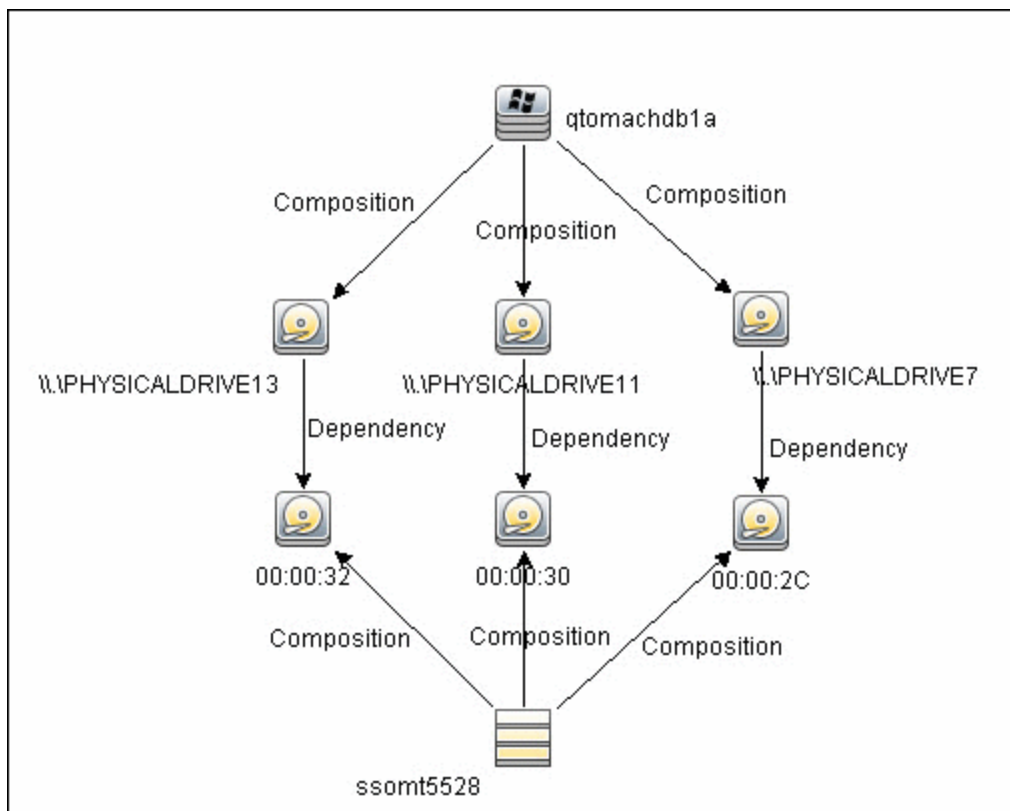 qtomachdb1a
Composition
Composition
Composition
\\.\PHYSICALDRIVE13
\\.\PHYSICALDRIVE11
\\.\PHYSICALDRIVE7
Dependency
Dependency
Dependency
00:00:32
00:00:30
00:00:2C
Composition
Composition
Composition
ssomt5528